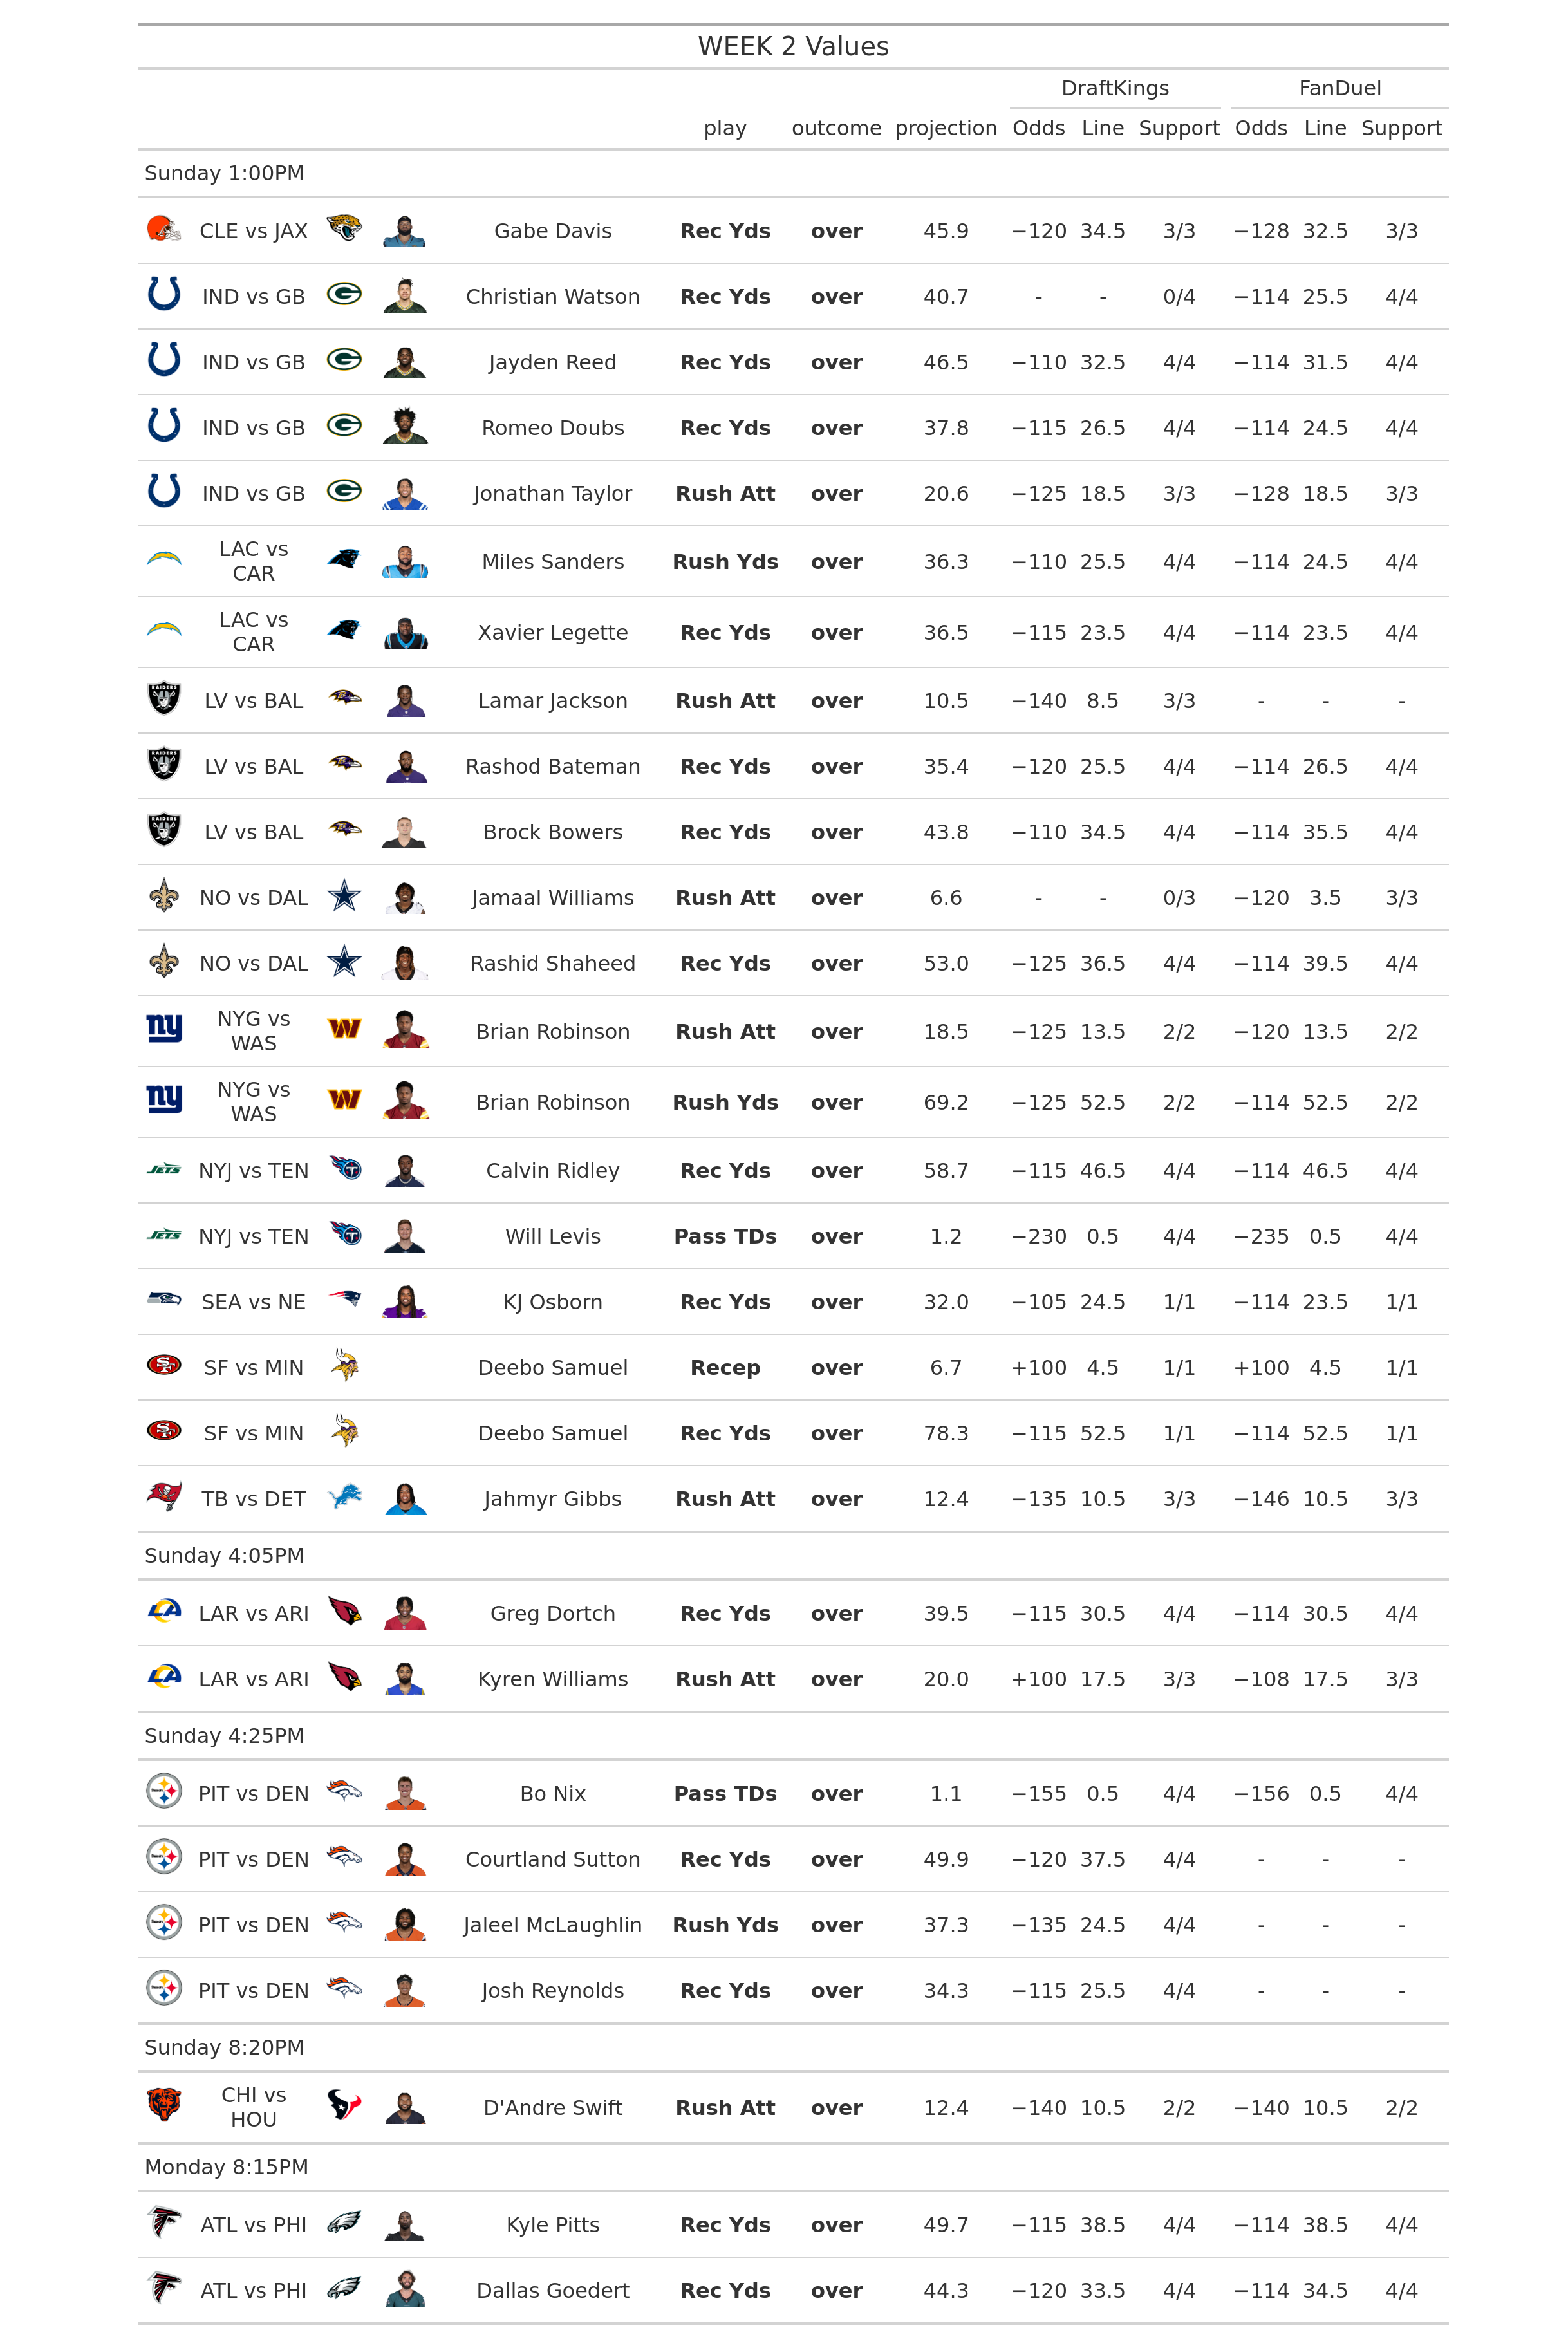 WEEK 2 Values
DraftKings FanDuel
play outcome projection Odds Line Support Odds Line Support
Sunday 1:00PM
CLE vs JAX Gabe Davis Rec Yds over 45.9 −120 34.5 3/3 −128 32.5 3/3
IND vs GB Christian Watson Rec Yds over 40.7 - - 0/4 −114 25.5 4/4
IND vs GB Jayden Reed Rec Yds over 46.5 −110 32.5 4/4 −114 31.5 4/4
IND vs GB Romeo Doubs Rec Yds over 37.8 −115 26.5 4/4 −114 24.5 4/4
IND vs GB Jonathan Taylor Rush Att over 20.6 −125 18.5 3/3 −128 18.5 3/3
LAC vs
CAR Miles Sanders Rush Yds over 36.3 −110 25.5 4/4 −114 24.5 4/4
LAC vs
CAR Xavier Legette Rec Yds over 36.5 −115 23.5 4/4 −114 23.5 4/4
LV vs BAL Lamar Jackson Rush Att over 10.5 −140 8.5 3/3 - - -
LV vs BAL Rashod Bateman Rec Yds over 35.4 −120 25.5 4/4 −114 26.5 4/4
LV vs BAL Brock Bowers Rec Yds over 43.8 −110 34.5 4/4 −114 35.5 4/4
NO vs DAL Jamaal Williams Rush Att over 6.6 - - 0/3 −120 3.5 3/3
NO vs DAL Rashid Shaheed Rec Yds over 53.0 −125 36.5 4/4 −114 39.5 4/4
NYG vs
WAS Brian Robinson Rush Att over 18.5 −125 13.5 2/2 −120 13.5 2/2
NYG vs
WAS Brian Robinson Rush Yds over 69.2 −125 52.5 2/2 −114 52.5 2/2
NYJ vs TEN Calvin Ridley Rec Yds over 58.7 −115 46.5 4/4 −114 46.5 4/4
NYJ vs TEN Will Levis Pass TDs over 1.2 −230 0.5 4/4 −235 0.5 4/4
SEA vs NE KJ Osborn Rec Yds over 32.0 −105 24.5 1/1 −114 23.5 1/1
SF vs MIN Deebo Samuel Recep over 6.7 +100 4.5 1/1 +100 4.5 1/1
SF vs MIN Deebo Samuel Rec Yds over 78.3 −115 52.5 1/1 −114 52.5 1/1
TB vs DET Jahmyr Gibbs Rush Att over 12.4 −135 10.5 3/3 −146 10.5 3/3
Sunday 4:05PM
LAR vs ARI Greg Dortch Rec Yds over 39.5 −115 30.5 4/4 −114 30.5 4/4
LAR vs ARI Kyren Williams Rush Att over 20.0 +100 17.5 3/3 −108 17.5 3/3
Sunday 4:25PM
PIT vs DEN Bo Nix Pass TDs over 1.1 −155 0.5 4/4 −156 0.5 4/4
PIT vs DEN Courtland Sutton Rec Yds over 49.9 −120 37.5 4/4 - - -
PIT vs DEN Jaleel McLaughlin Rush Yds over 37.3 −135 24.5 4/4 - - -
PIT vs DEN Josh Reynolds Rec Yds over 34.3 −115 25.5 4/4 - - -
Sunday 8:20PM
CHI vs
HOU D'Andre Swift Rush Att over 12.4 −140 10.5 2/2 −140 10.5 2/2
Monday 8:15PM
ATL vs PHI Kyle Pitts Rec Yds over 49.7 −115 38.5 4/4 −114 38.5 4/4
ATL vs PHI Dallas Goedert Rec Yds over 44.3 −120 33.5 4/4 −114 34.5 4/4